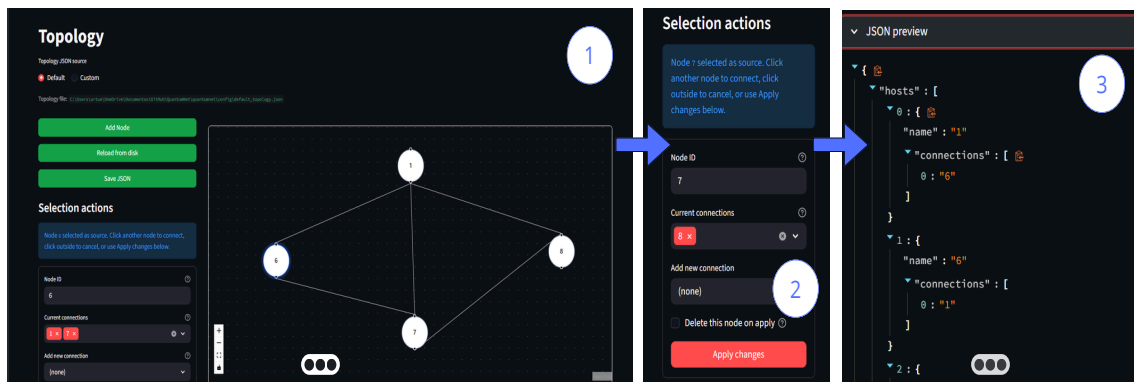 Topology
Topology JSON source
Default
Custom
Add Node
Reload from disk
Save JSON
Selection actions
Node 6 selected as source. Click another node to connect,
click outside to cancel, or use Apply changes below.
Node ID
6
Current connections
1 ×
7 ×
Add new connection
(none)
1
6
7
8
1
Selection actions
Node 7 selected as source. Click
another node to connect, click
outside to cancel, or use Apply
changes below.
Node ID
7
Current connections
8 ×
Add new connection
(none)
2
Delete this node on apply
Apply changes
JSON preview
3
{
"hosts" : [
0 : {
"name" : "1"
"connections" : [
0 : "6"
]
}
1 : {
"name" : "6"
"connections" : [
0 : "1"
]
}
2 : {